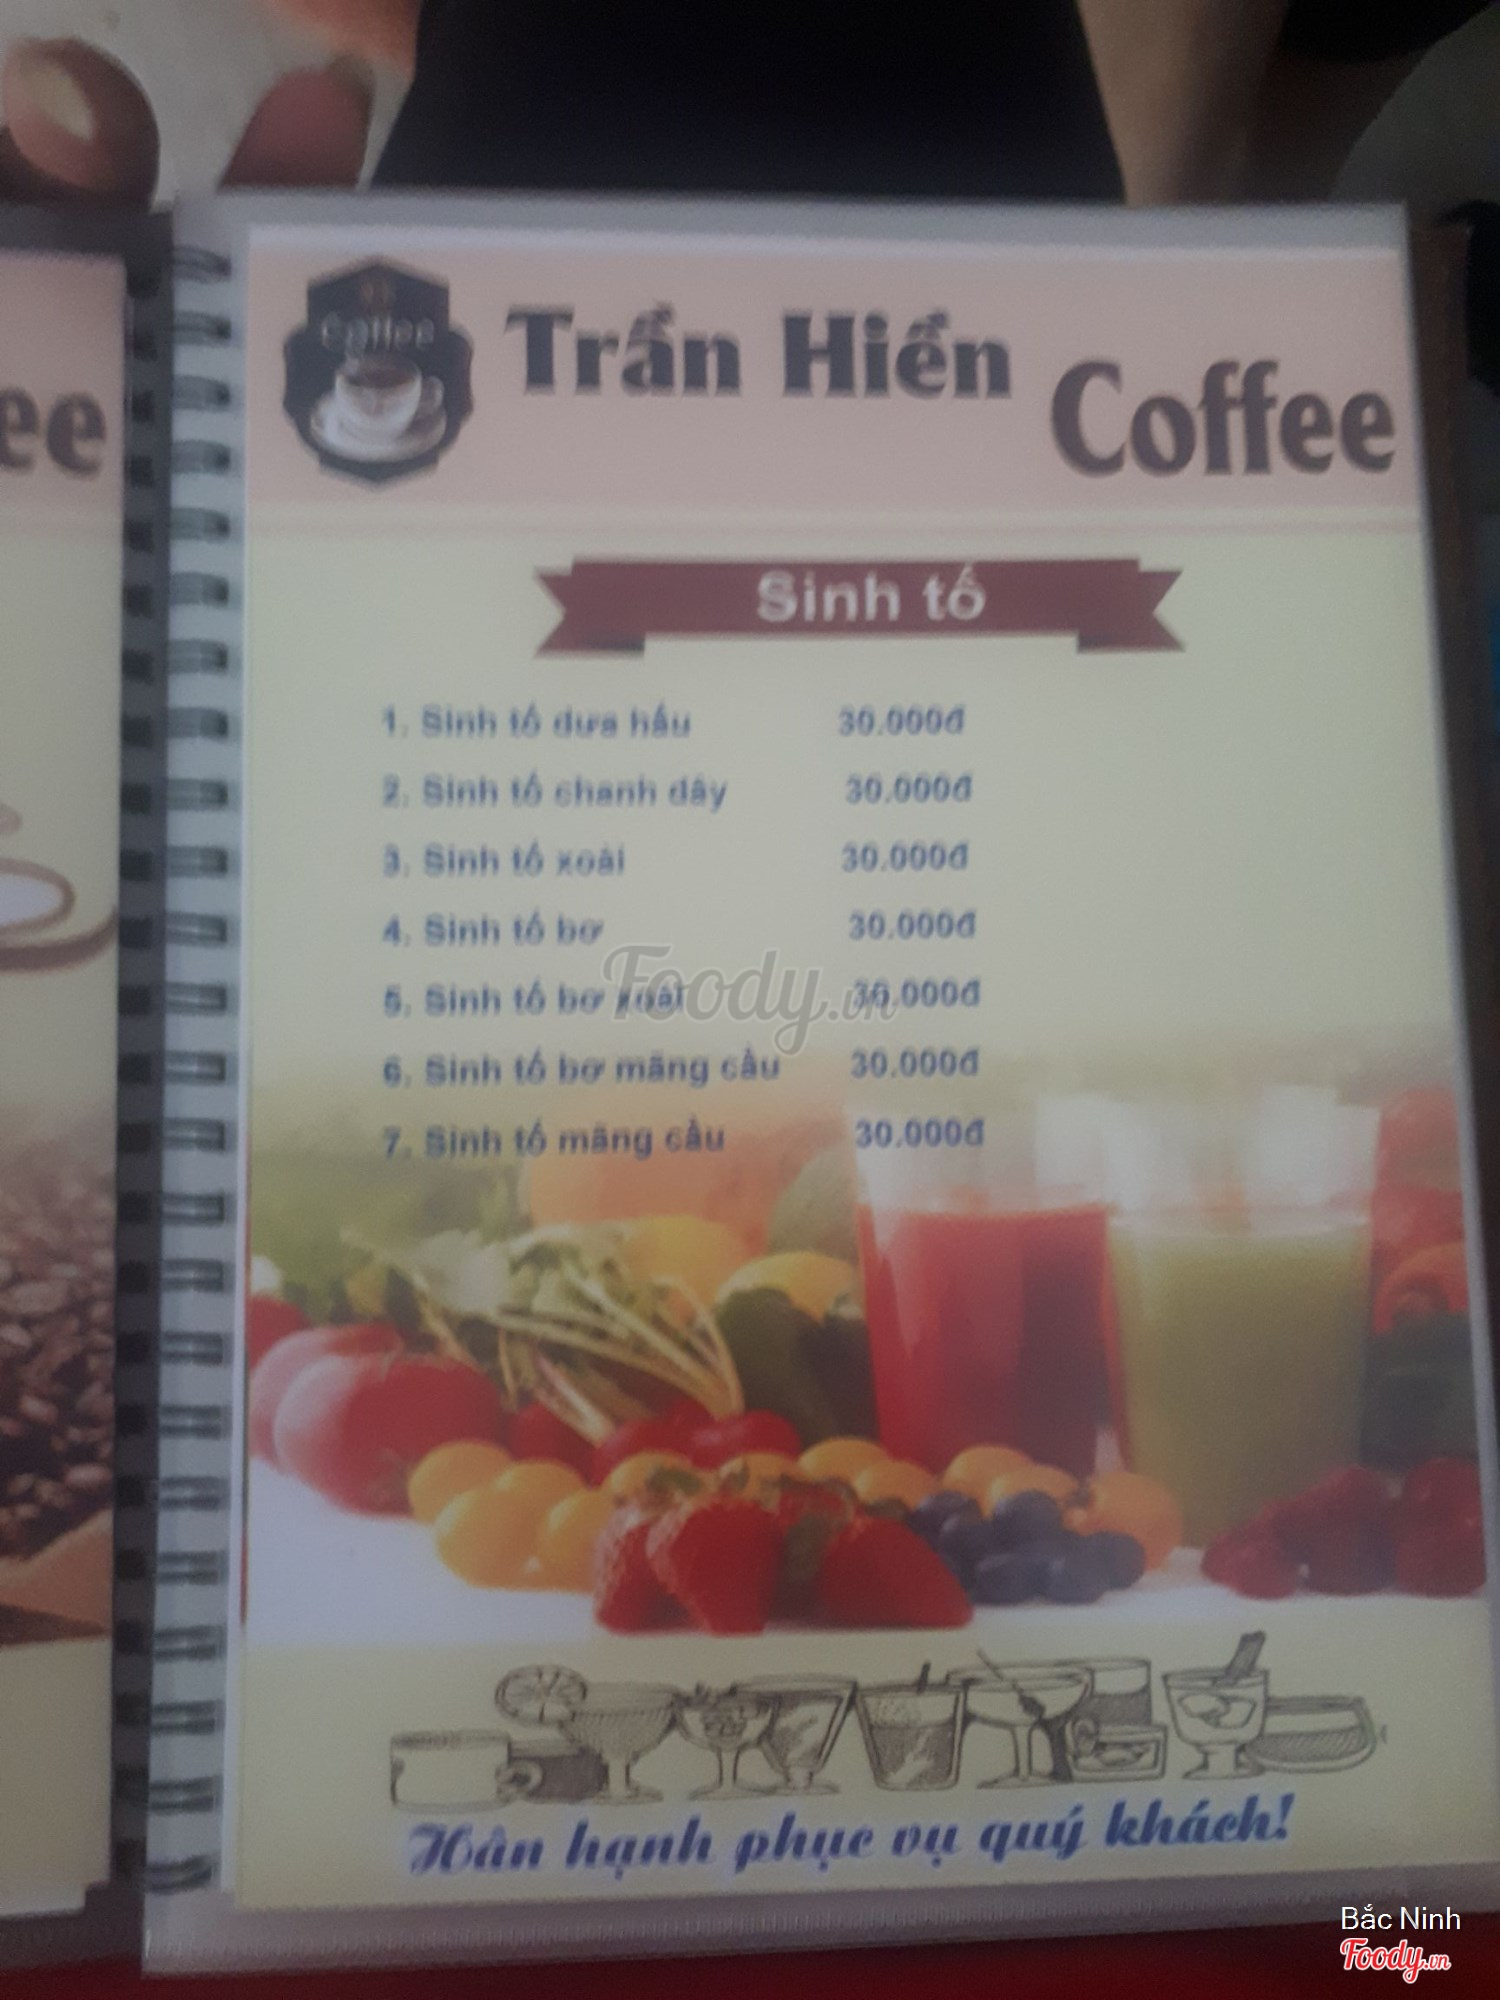 ee
Coffee
Trần Hiền
Coffee
Sinh tố
1. Sinh tố dưa hấu 30.000đ
2. Sinh tố chanh dây 30.000đ
3. Sinh tố xoài 30.000đ
4. Sinh tố bơ 30.000đ
5. Sinh tố bơ xoài 30.000đ
6. Sinh tố bơ mãng cầu 30.000đ
7. Sinh tố mãng cầu 30.000đ
Foody.vn
Hân hạnh phục vụ quý khách!
Bắc Ninh
Foody.vn